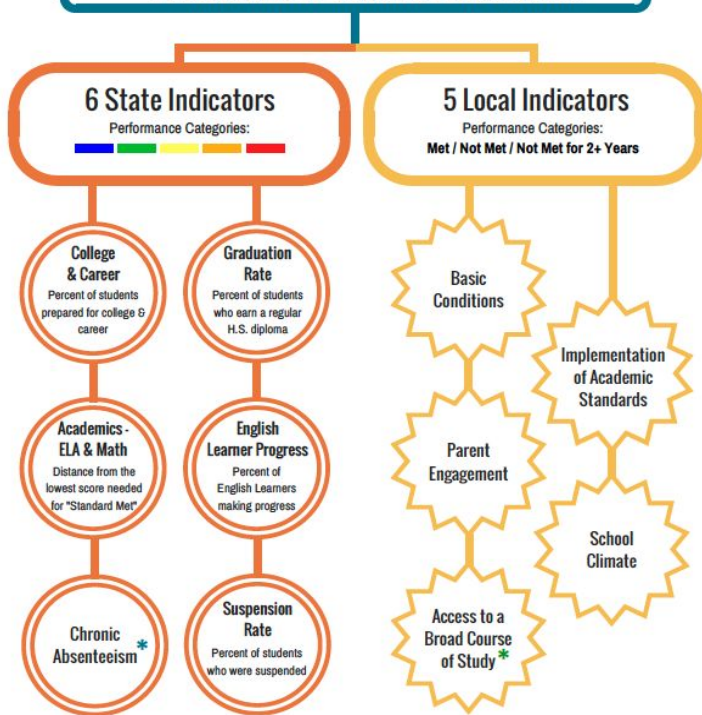 6 State Indicators
Performance Categories:
5 Local Indicators
Performance Categories:
Met / Not Met / Not Met for 2+ Years
College
& Career
Percent of students
prepared for college &
career
Graduation
Rate
Percent of students
who earn a regular
H.S. diploma
Academics -
ELA & Math
Distance from the
lowest score needed
for "Standard Met"
English
Learner Progress
Percent of
English Learners
making progress
Chronic
Absenteeism*
Suspension
Rate
Percent of students
who were suspended
Basic
Conditions
Implementation
of Academic
Standards
Parent
Engagement
School
Climate
Access to a
Broad Course
of Study*